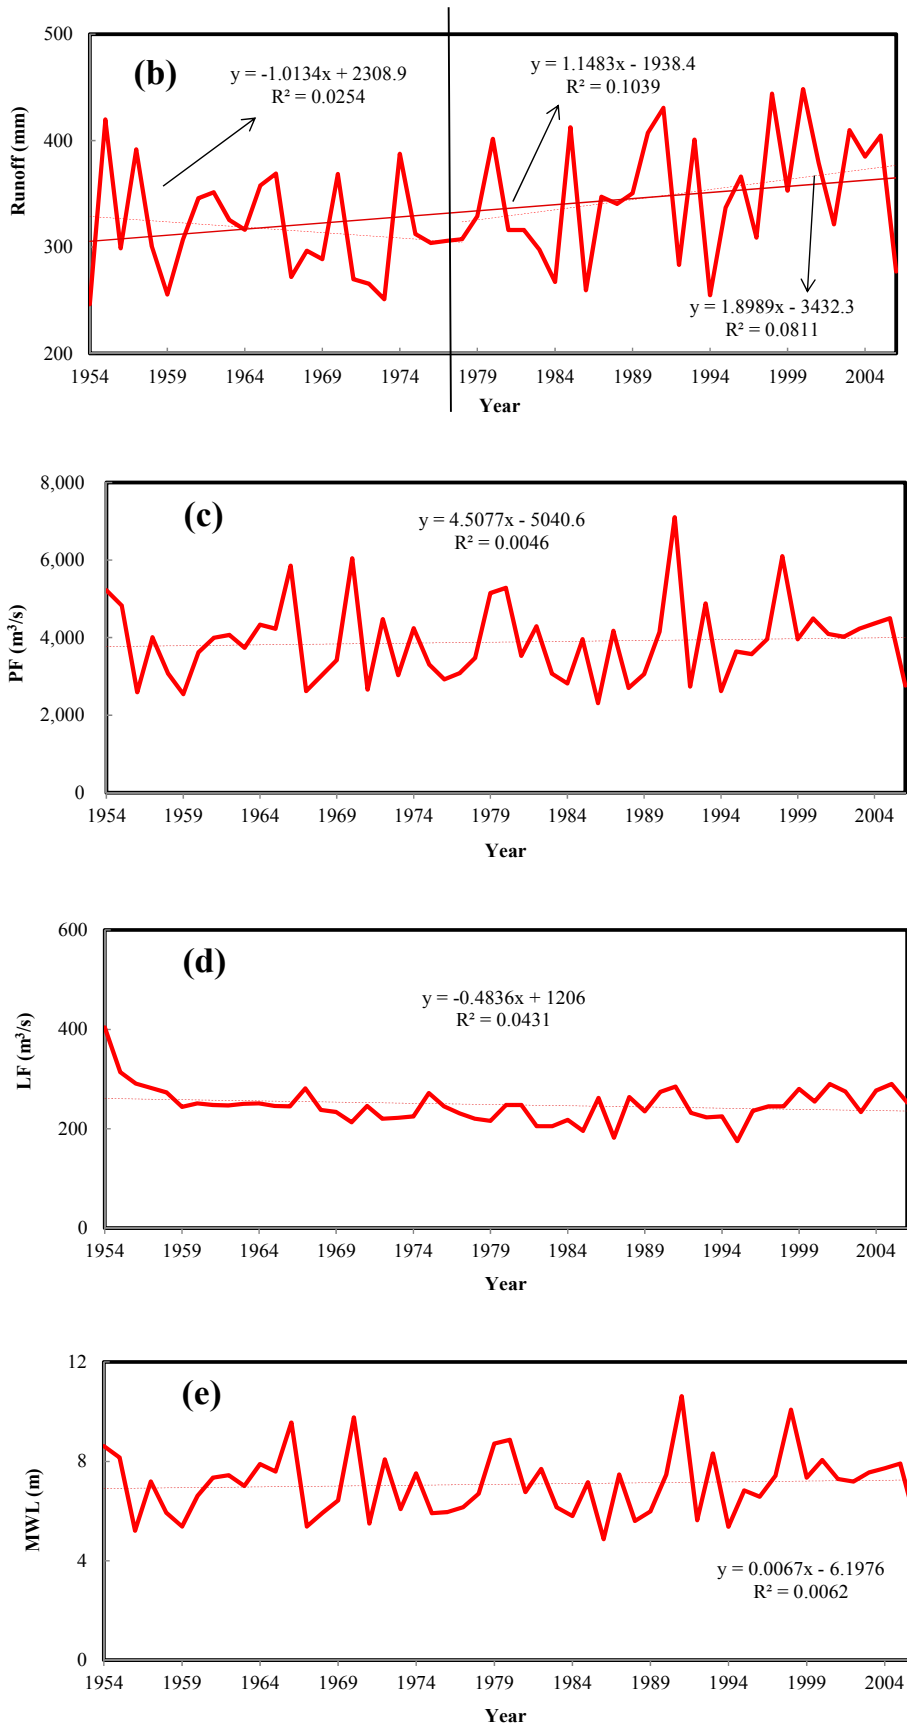 500
(b)
y = -1.0134x + 2308.9
R² = 0.0254
1.1483x - 1938.4
R² = 0.1039
400
Runoff (mm)
300
y = 1.8989x - 3432.3
R² = 0.0811
200
1954 1959 1964 1969 1974 1979 1984 1989 1994 1999 2004
Year
8,000
(c)
y = 4.5077x - 5040.6
R² = 0.0046
6,000
4,000
PF (m³/s)
2,000
0
1954 1959 1964 1969 1974 1979 1984 1989 1994 1999 2004
Year
600
(d)
y = -0.4836x + 1206
R² = 0.0431
400
LF (m³/s)
200
0
1954 1959 1964 1969 1974 1979 1984 1989 1994 1999 2004
Year
12
(e)
8
MWL (m)
4
y = 0.0067x - 6.1976
R² = 0.0062
0
1954 1959 1964 1969 1974 1979 1984 1989 1994 1999 2004
Year